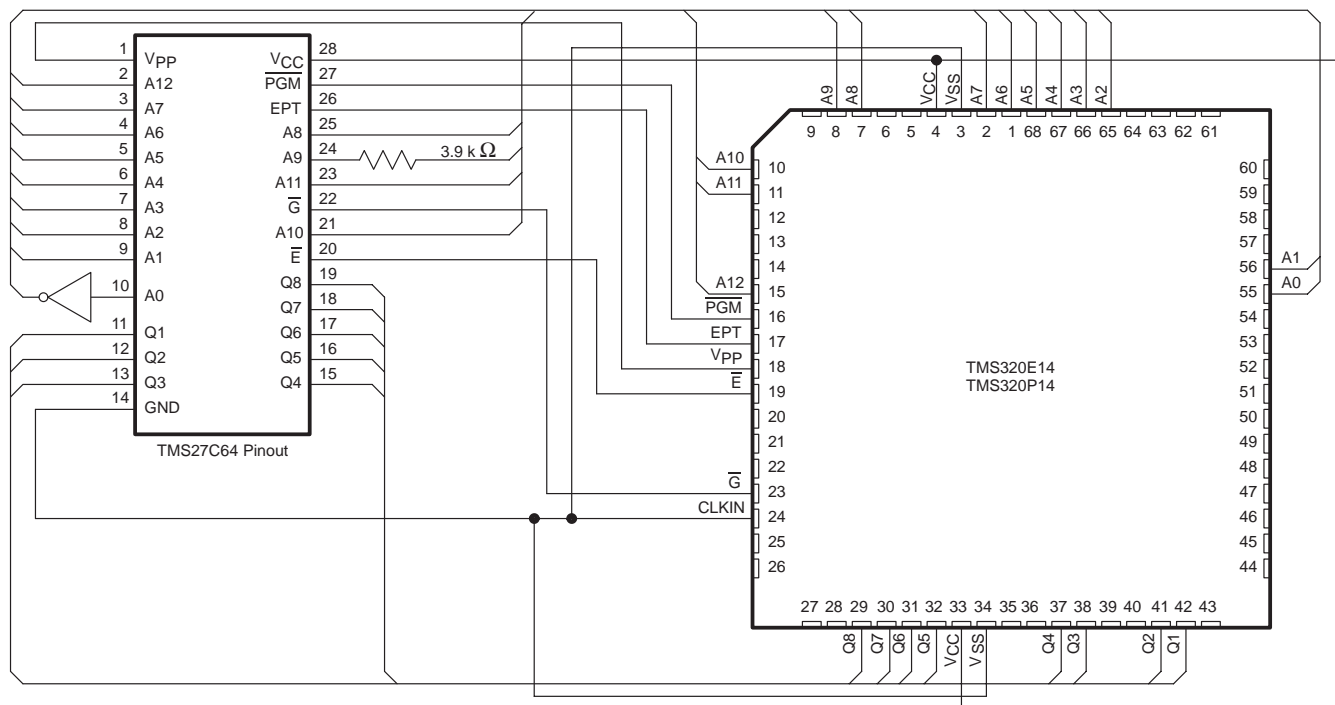 1
VPP
VCC
28
2
A12
PGM
27
3
A7
EPT
26
4
A6
A8
25
5
A5
A9
24
3.9 k Ω
6
A4
A11
23
7
A3
G
22
8
A2
A10
21
9
A1
E
20
10
A0
Q8
19
Q7
18
11
Q1
Q6
17
12
Q2
Q5
16
13
Q3
Q4
15
14
GND
TMS27C64 Pinout
A9
A8
VCC
VSS
A7
A6
A5
A4
A3
A2
9
8
7
6
5
4
3
2
1
68
67
66
65
64
63
62
61
A10
10
A11
11
12
13
14
A12
15
PGM
16
EPT
17
VPP
18
E
19
20
21
22
G
23
CLKIN
24
25
26
TMS320E14
TMS320P14
60
59
58
57
56
A1
55
A0
54
53
52
51
50
49
48
47
46
45
44
27
28
29
30
31
32
33
34
35
36
37
38
39
40
41
42
43
Q8
Q7
Q6
Q5
VCC
VSS
Q4
Q3
Q2
Q1